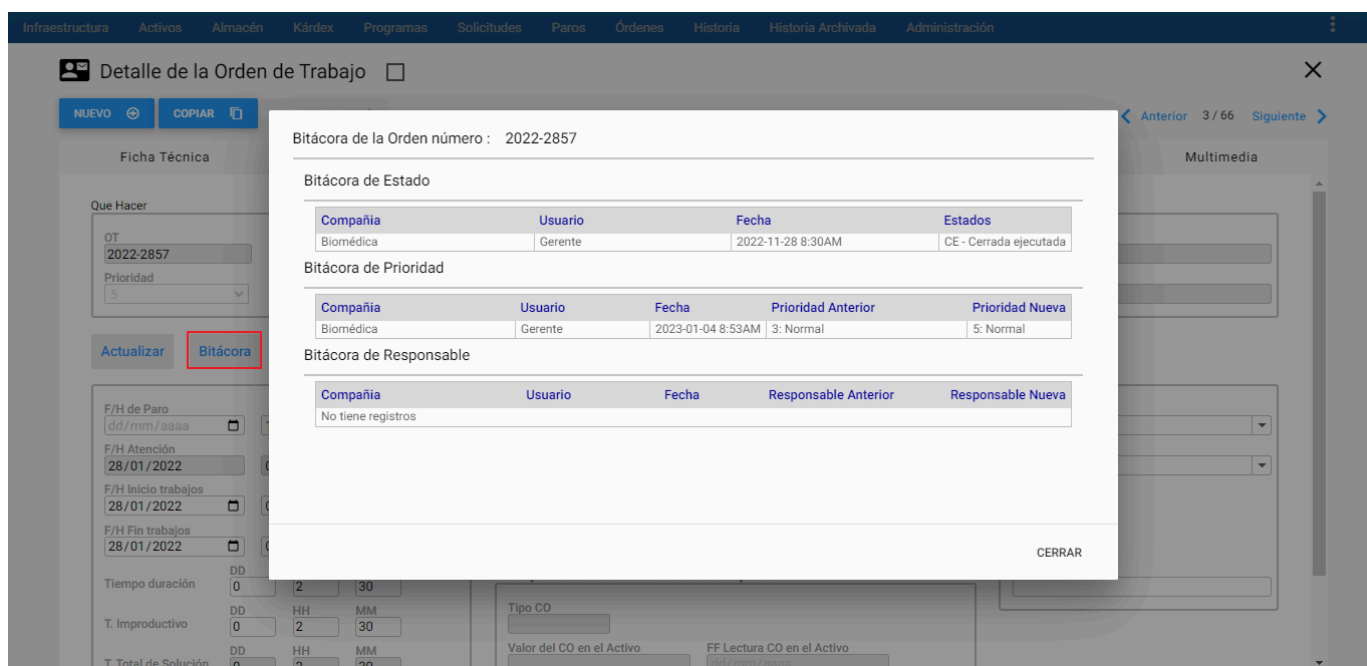 Infraestructura Activos Almacén Kárdex Programas Solicitudes Paros Órdenes Historia Historia Archivada Administración
Detalle de la Orden de Trabajo
NUEVO COPIAR Anterior 3 / 66 Siguiente
Ficha Técnica Multimedia
Bitácora de la Orden número : 2022-2857
Bitácora de Estado
Compañia Usuario Fecha Estados
Biomédica Gerente 2022-11-28 8:30AM CE - Cerrada ejecutada
Bitácora de Prioridad
Compañia Usuario Fecha Prioridad Anterior Prioridad Nueva
Biomédica Gerente 2023-01-04 8:53AM 3: Normal 5: Normal
Bitácora de Responsable
Compañia Usuario Fecha Responsable Anterior Responsable Nueva
No tiene registros
CERRAR
Que Hacer
OT
2022-2857
Prioridad
5
Actualizar Bitácora
F/H de Paro
dd/mm/aaaa
F/H Atención
28/01/2022
F/H Inicio trabajos
28/01/2022
F/H Fin trabajos
28/01/2022
DD
Tiempo duración 0 2 30
DD HH MM
T. Improductivo 0 2 30
DD HH MM
T. Total de Solución 0 2 30
Tipo CO
Valor del CO en el Activo FF Lectura CO en el Activo
dd/mm/aaaa